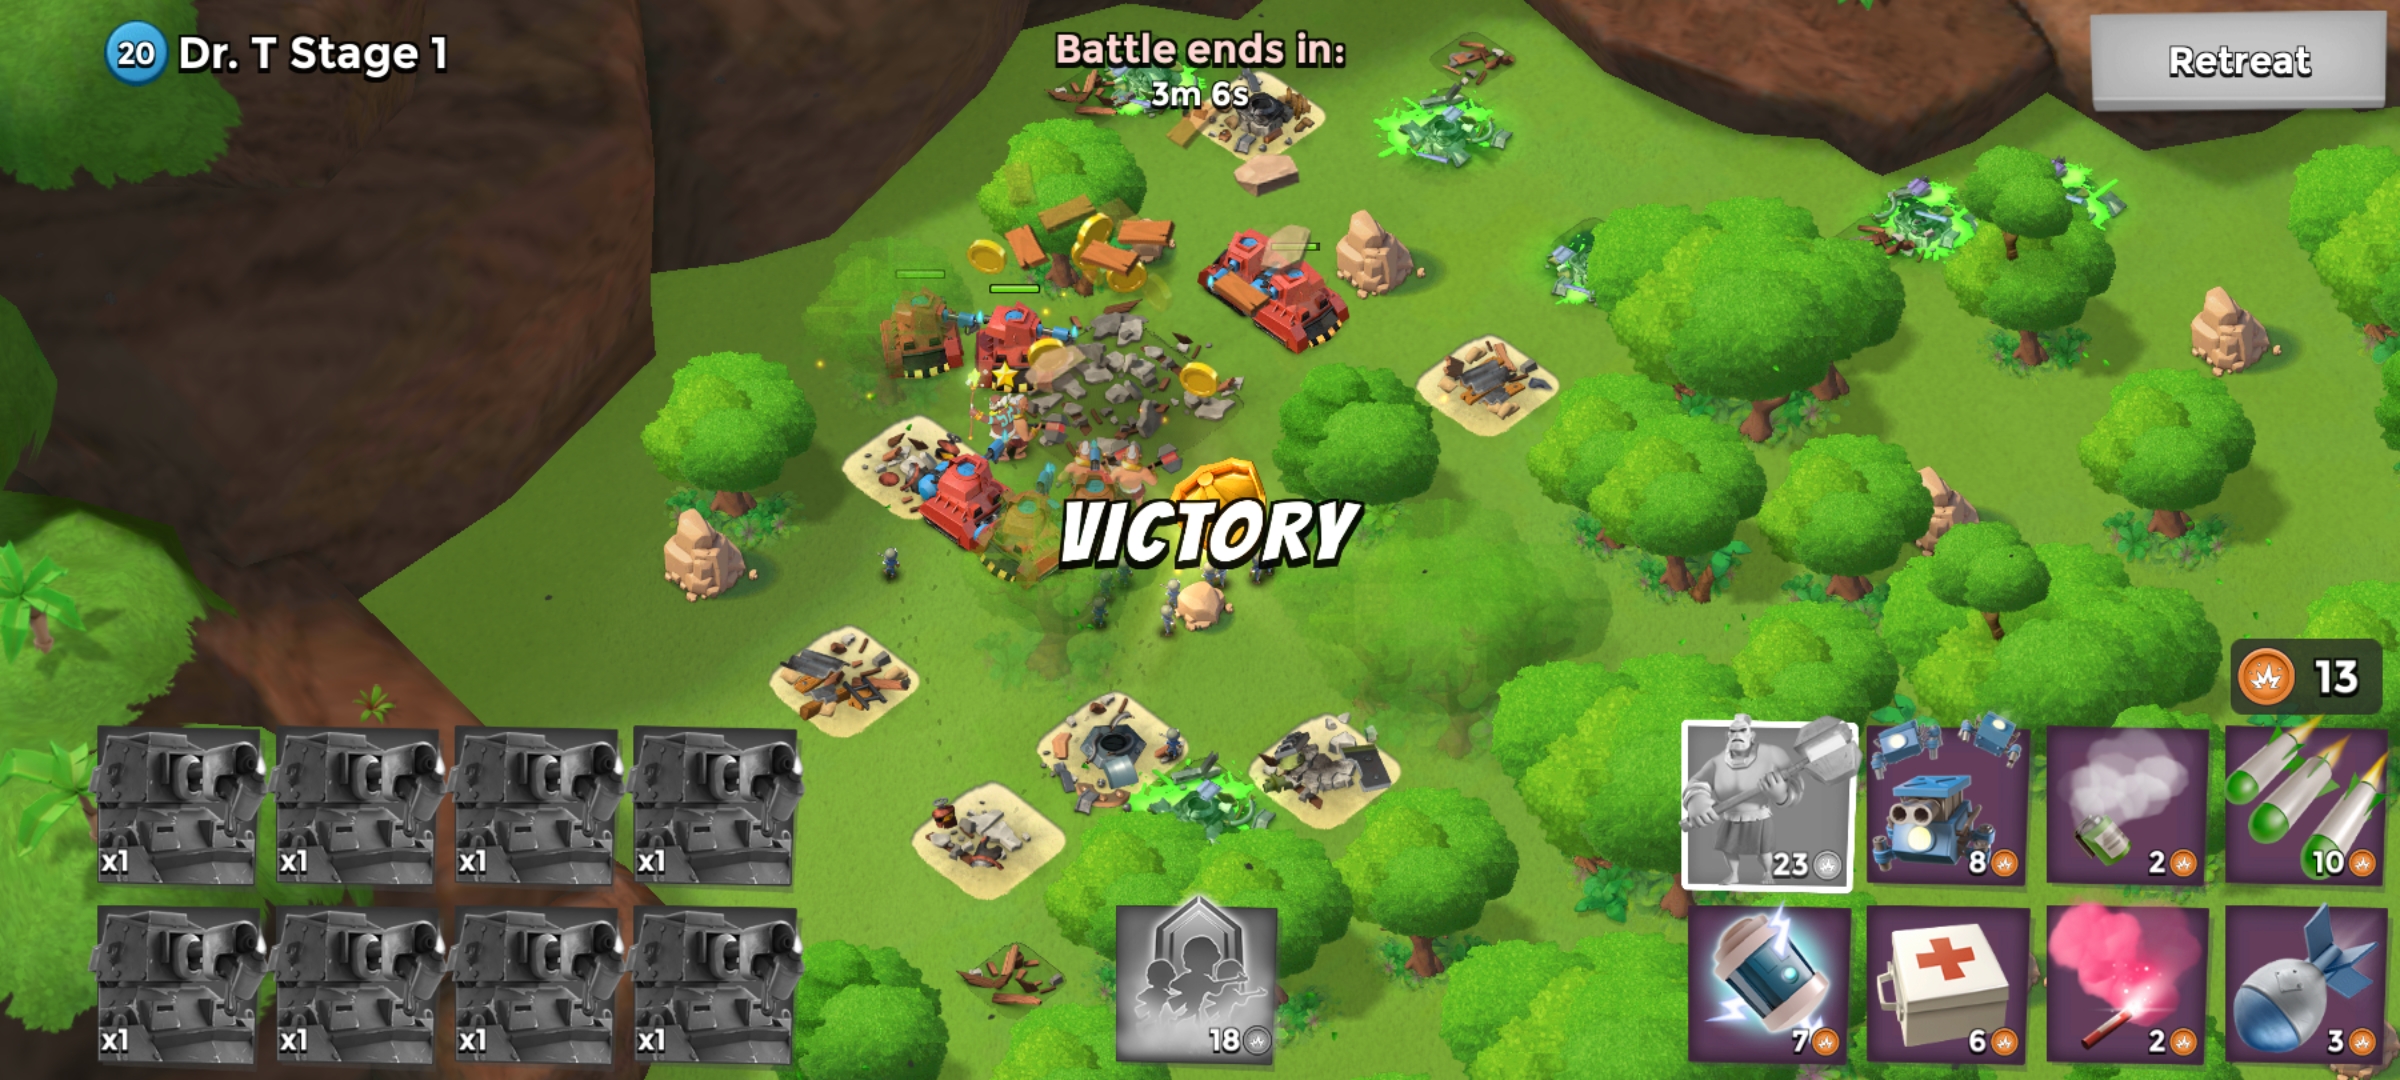 20 Dr. T Stage 1
Battle ends in:
3m 6s
Retreat
VICTORY
13
x1 x1 x1 x1
23 8 2 10
x1 x1 x1 x1
18
7 6 2 3